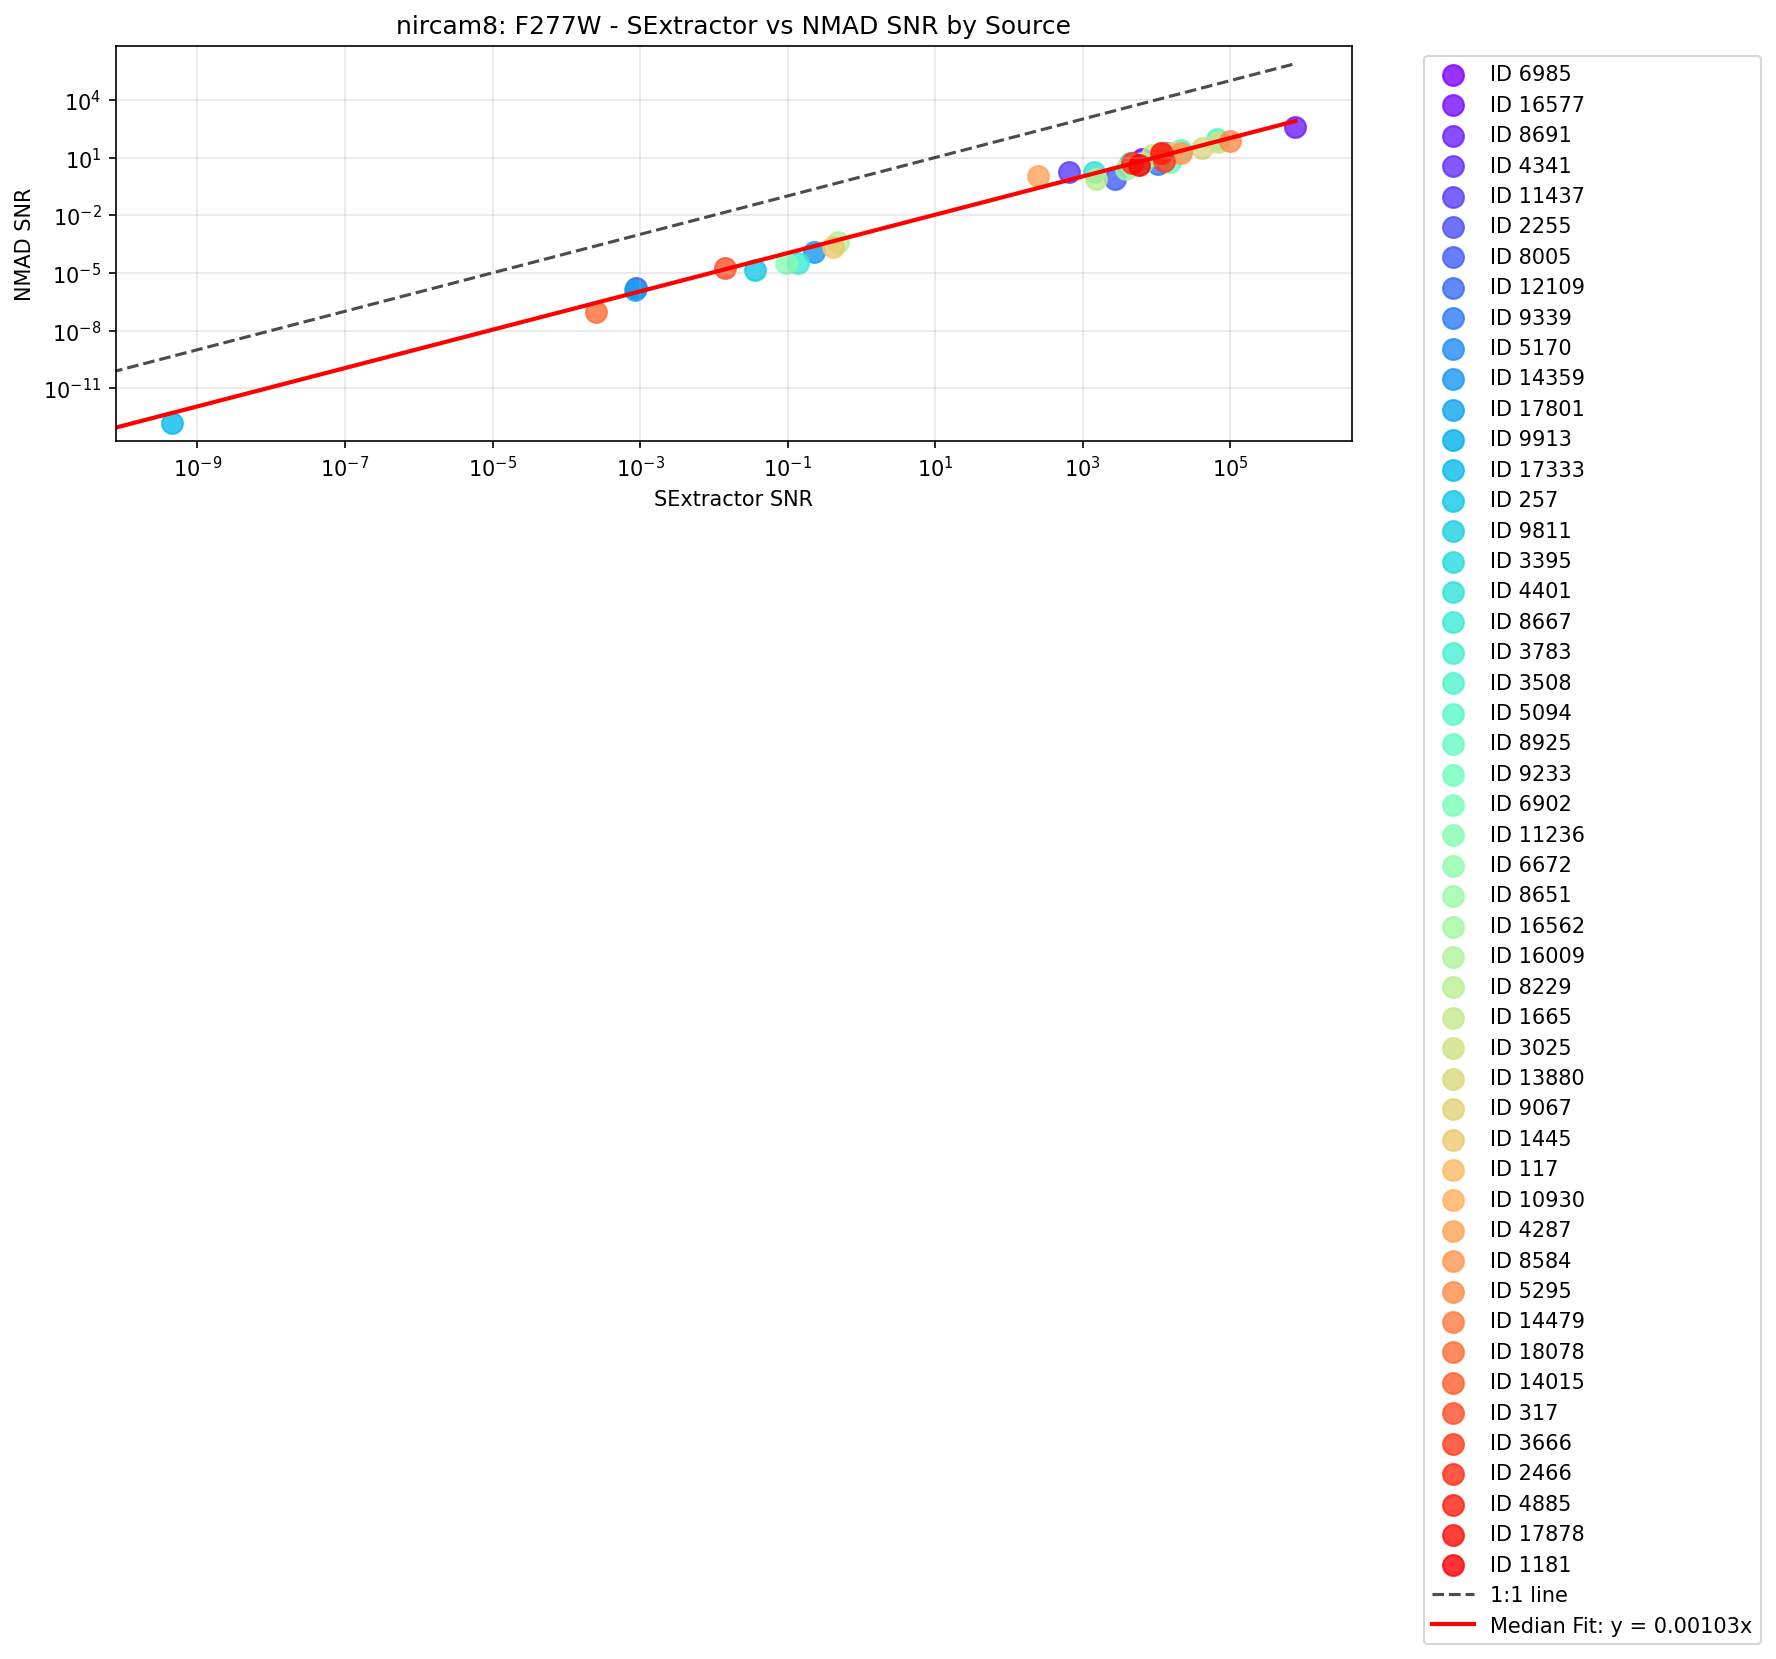 nircam8: F277W - SExtractor vs NMAD SNR by Source
NMAD SNR
10^4
10^1
10^-2
10^-5
10^-8
10^-11
10^-9
10^-7
10^-5
10^-3
10^-1
10^1
10^3
10^5
SExtractor SNR
ID 6985
ID 16577
ID 8691
ID 4341
ID 11437
ID 2255
ID 8005
ID 12109
ID 9339
ID 5170
ID 14359
ID 17801
ID 9913
ID 17333
ID 257
ID 9811
ID 3395
ID 4401
ID 8667
ID 3783
ID 3508
ID 5094
ID 8925
ID 9233
ID 6902
ID 11236
ID 6672
ID 8651
ID 16562
ID 16009
ID 8229
ID 1665
ID 3025
ID 13880
ID 9067
ID 1445
ID 117
ID 10930
ID 4287
ID 8584
ID 5295
ID 14479
ID 18078
ID 14015
ID 317
ID 3666
ID 2466
ID 4885
ID 17878
ID 1181
1:1 line
Median Fit: y = 0.00103x